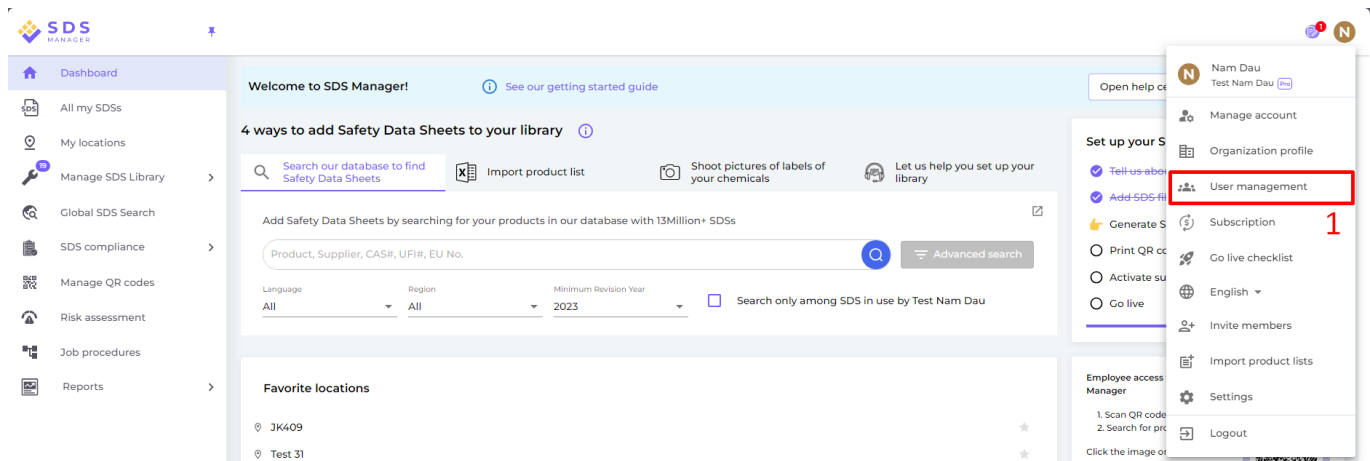 SDS
MANAGER
1
N
Dashboard
All my SDSs
My locations
19
Manage SDS Library
Global SDS Search
SDS compliance
Manage QR codes
Risk assessment
Job procedures
Reports
Welcome to SDS Manager!
See our getting started guide
Open help ce
4 ways to add Safety Data Sheets to your library
Search our database to find
Safety Data Sheets
Import product list
Shoot pictures of labels of
your chemicals
Let us help you set up your
library
Add Safety Data Sheets by searching for your products in our database with 13Million+ SDSs
Product, Supplier, CAS#, UFI#, EU No.
Advanced search
Language
All
Region
All
Minimum Revision Year
2023
Search only among SDS in use by Test Nam Dau
Favorite locations
JK409
Test 31
Set up your S
Tell us abo
Add SDS fil
Generate S
Print QR co
Activate su
Go live
Employee access
Manager
1. Scan QR code
2. Search for pro
Click the image or
N
Nam Dau
Test Nam Dau Pro
Manage account
Organization profile
User management
1
Subscription
Go live checklist
English
Invite members
Import product lists
Settings
Logout